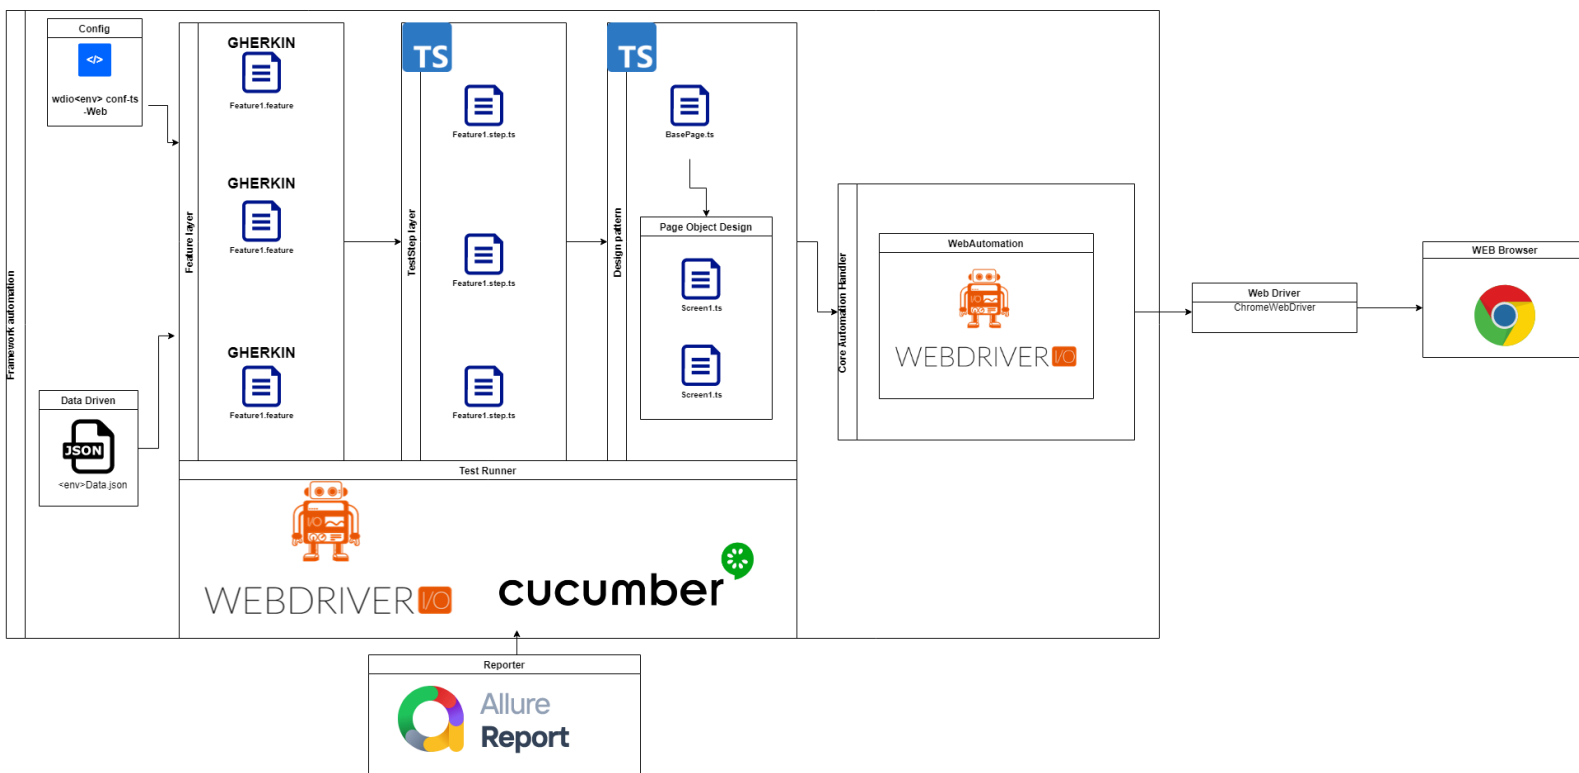 Framework automation
Config
</>
wdio<env> conf-ts
-Web
Data Driven
JSON
<env>Data.json
Feature layer
GHERKIN
Feature1.feature
GHERKIN
Feature1.feature
GHERKIN
Feature1.feature
TS
TestStep layer
Feature1.step.ts
Feature1.step.ts
Feature1.step.ts
TS
Design pattern
BasePage.ts
Page Object Design
Screen1.ts
Screen1.ts
Core Automation Handler
WebAutomation
I/O
WEBDRIVER I/O
Web Driver
ChromeWebDriver
WEB Browser
Test Runner
I/O
WEBDRIVER I/O
cucumber
Reporter
Allure
Report